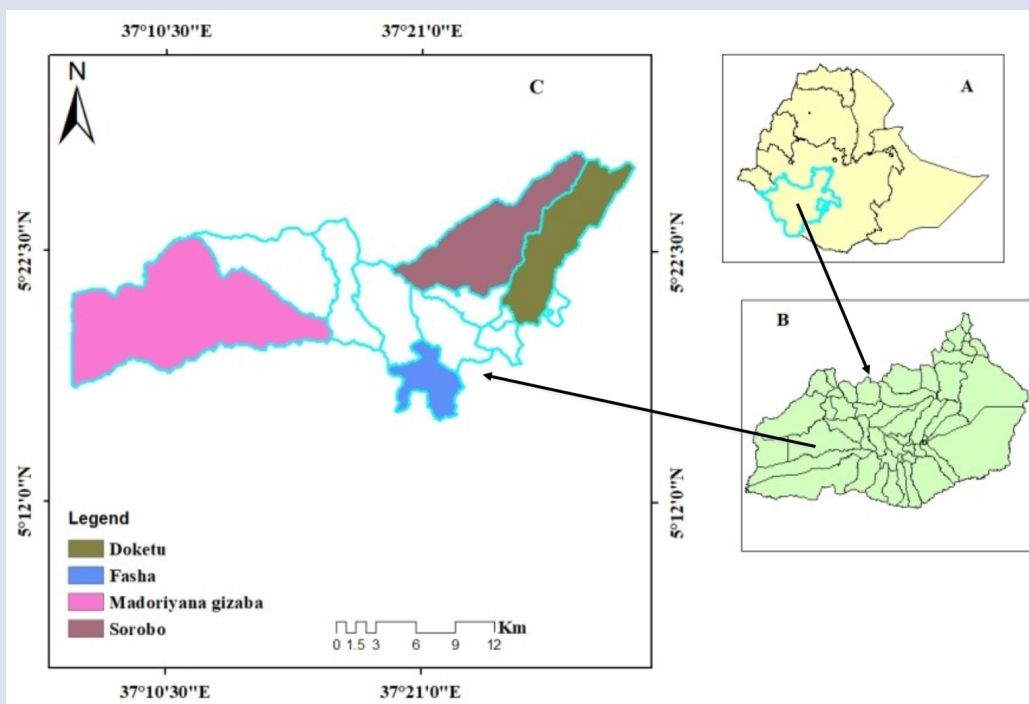 37°10'30"E 37°21'0"E
N
C
A
5°22'30"N
5°22'30"N
B
5°12'0"N
5°12'0"N
Legend
Doketu
Fasha
Madoriyana gizaba
Sorobo
Km
0 1.5 3 6 9 12
37°10'30"E 37°21'0"E